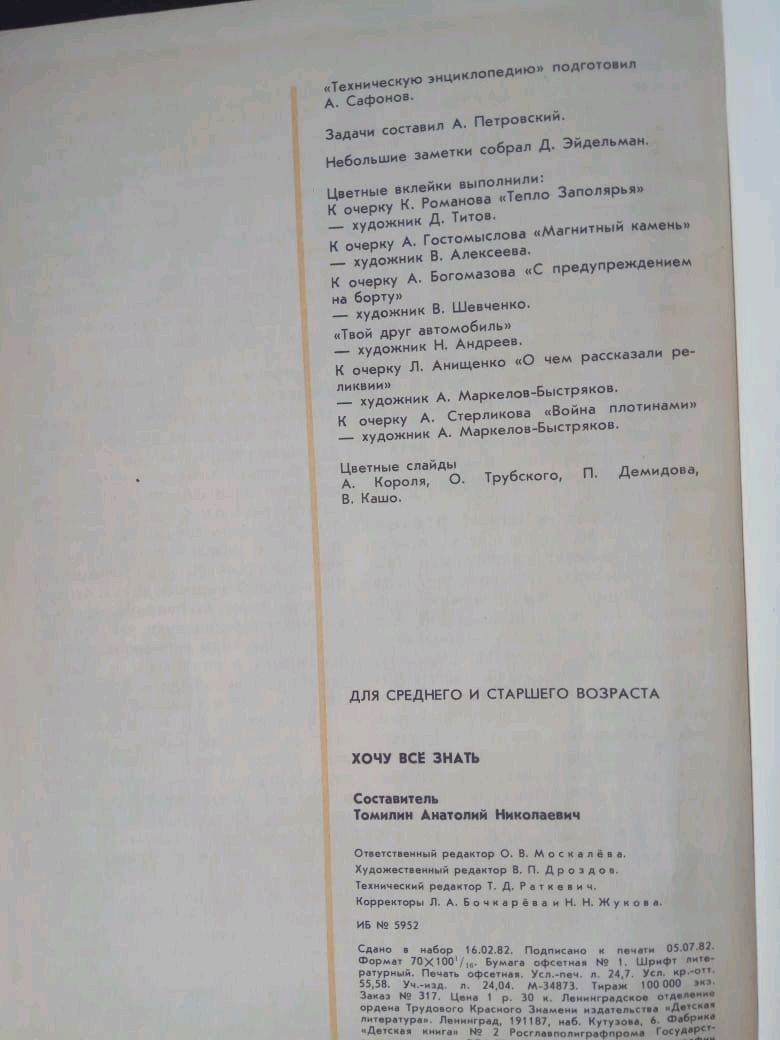 «Техническую энциклопедию» подготовил
А. Сафонов.
Задачи составил А. Петровский.
Небольшие заметки собрал Д. Эйдельман.
Цветные вклейки выполнили:
К очерку К. Романова «Тепло Заполярья»
— художник Д. Титов.
К очерку А. Гостомыслова «Магнитный камень»
— художник В. Алексеева.
К очерку А. Богомазова «С предупреждением
на борту»
— художник В. Шевченко.
«Твой друг автомобиль»
— художник Н. Андреев.
К очерку Л. Анищенко «О чем рассказали ре-
ликвии»
— художник А. Маркелов-Быстряков.
К очерку А. Стерликова «Война плотинами»
— художник А. Маркелов-Быстряков.
Цветные слайды
А. Короля, О. Трубского, П. Демидова,
В. Кашо.
ДЛЯ СРЕДНЕГО И СТАРШЕГО ВОЗРАСТА
ХОЧУ ВСЁ ЗНАТЬ
Составитель
Томилин Анатолий Николаевич
Ответственный редактор О. В. Москалёва.
Художественный редактор В. П. Дроздов.
Технический редактор Т. Д. Раткевич.
Корректоры Л. А. Бочкарёва и Н. Н. Жукова.
ИБ № 5952
Сдано в набор 16.02.82. Подписано к печати 05.07.82.
Формат 70×100¹/₁₆. Бумага офсетная № 1. Шрифт лите-
ратурный. Печать офсетная. Усл.-печ. л. 24,7. Усл. кр.-отт.
55,58. Уч.-изд. л. 24,04. М-34873. Тираж 100 000 экз.
Заказ № 317. Цена 1 р. 30 к. Ленинградское отделение
ордена Трудового Красного Знамени издательства «Детская
литература». Ленинград, 191187, наб. Кутузова, 6. Фабрика
«Детская книга» № 2 Росглавполиграфпрома Государст-